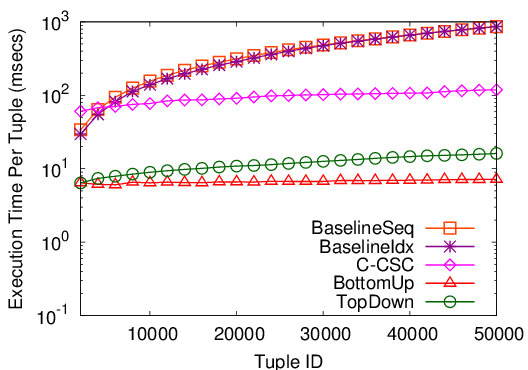 Execution Time Per Tuple (msecs)
10^3
10^2
10^1
10^0
10^-1
BaselineSeq
BaselineIdx
C-CSC
BottomUp
TopDown
10000 20000 30000 40000 50000
Tuple ID